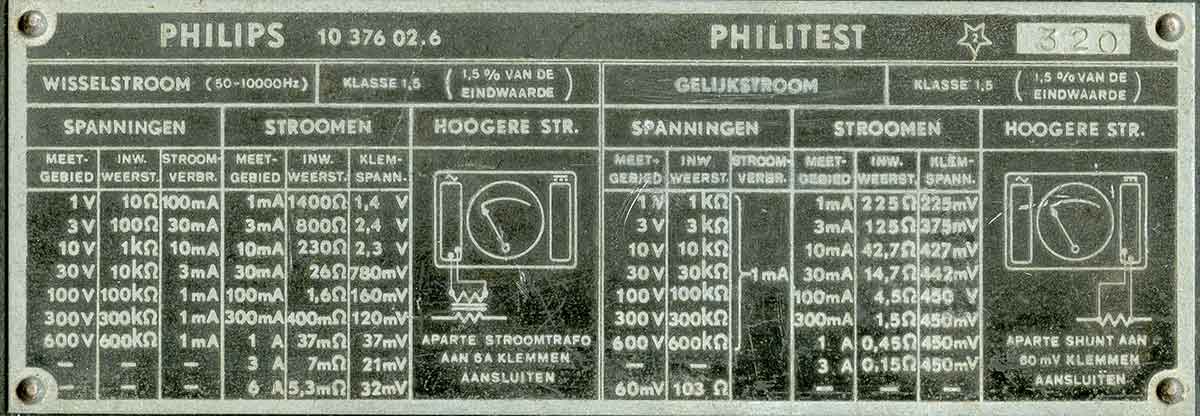 PHILIPS 10 376 02,6 PHILITEST 2 320
WISSELSTROOM (50-10000Hz) KLASSE 1,5 (1,5 % VAN DE EINDWAARDE) GELIJKSTROOM KLASSE 1,5 (1,5 % VAN DE EINDWAARDE)
SPANNINGEN STROOMEN HOOGERE STR. SPANNINGEN STROOMEN HOOGERE STR.
MEET- INW. STROOM- MEET- INW. KLEM- MEET- INW. STROOM- MEET- INW. KLEM-
GEBIED WEERST. VERBR. GEBIED WEERST. SPANN. GEBIED WEERST. VERBR. GEBIED WEERST. SPANN.
1 V 10Ω 100mA 1mA 1400Ω 1,4 V 1 V 1 kΩ 1mA 225Ω 225mV
3 V 100Ω 30mA 3mA 800Ω 2,4 V 3 V 3 kΩ 3mA 125Ω 375mV
10 V 1kΩ 10mA 10mA 230Ω 2,3 V 10 V 10kΩ 10mA 42,7Ω 427mV
30 V 10kΩ 3mA 30mA 26Ω 780mV 30 V 30kΩ 1 mA 30mA 14,7Ω 442mV
100 V 100kΩ 1mA 100mA 1,6Ω 160mV 100 V 100kΩ 100mA 4,5Ω 450 V
300 V 300kΩ 1mA 300mA 400mΩ 120mV 300 V 300kΩ 300mA 1,5Ω 450mV
600 V 600kΩ 1mA 1 A 37mΩ 37mV APARTE STROOMTRAFO 600 V 600kΩ 1 A 0,45Ω 450mV APARTE SHUNT AAN
– – – 3 A 7mΩ 21mV AAN 6A KLEMMEN – – 3 A 0,15Ω 450mV 60 mV KLEMMEN
– – – 6 A 5,3mΩ 32mV AANSLUITEN 60mV 103 Ω – – – AANSLUITEN